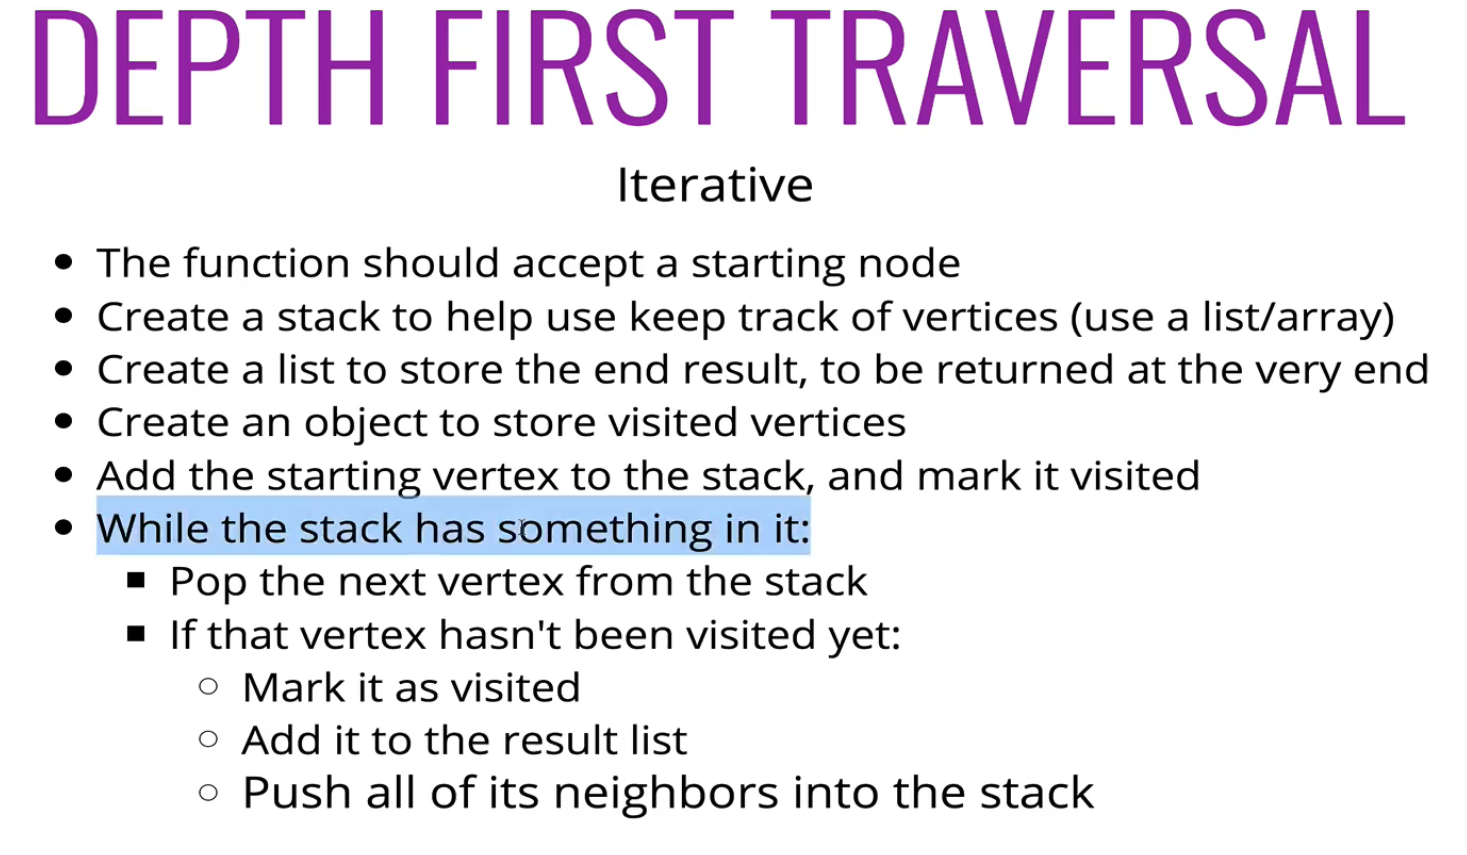 DEPTH FIRST TRAVERSAL
Iterative
• The function should accept a starting node
• Create a stack to help use keep track of vertices (use a list/array)
• Create a list to store the end result, to be returned at the very end
• Create an object to store visited vertices
• Add the starting vertex to the stack, and mark it visited
• While the stack has something in it:
▪ Pop the next vertex from the stack
▪ If that vertex hasn't been visited yet:
○ Mark it as visited
○ Add it to the result list
○ Push all of its neighbors into the stack